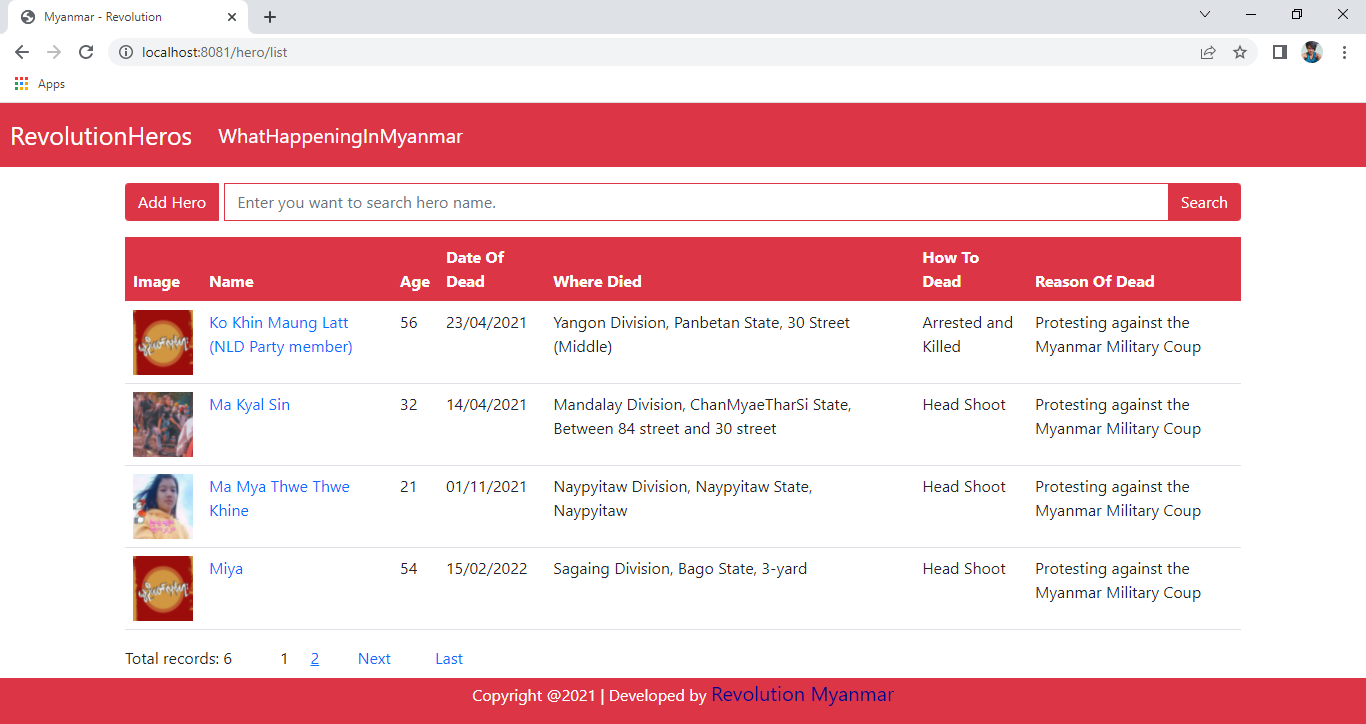 Myanmar - Revolution
localhost:8081/hero/list
Apps
RevolutionHeros WhatHappeningInMyanmar
Add Hero Enter you want to search hero name. Search
Image Name Age Date Of Dead Where Died How To Dead Reason Of Dead
Ko Khin Maung Latt 56 23/04/2021 Yangon Division, Panbetan State, 30 Street Arrested and Protesting against the
(NLD Party member) (Middle) Killed Myanmar Military Coup
Ma Kyal Sin 32 14/04/2021 Mandalay Division, ChanMyaeTharSi State, Head Shoot Protesting against the
Between 84 street and 30 street Myanmar Military Coup
Ma Mya Thwe Thwe 21 01/11/2021 Naypyitaw Division, Naypyitaw State, Head Shoot Protesting against the
Khine Naypyitaw Myanmar Military Coup
Miya 54 15/02/2022 Sagaing Division, Bago State, 3-yard Head Shoot Protesting against the
Myanmar Military Coup
Total records: 6 1 2 Next Last
Copyright @2021 | Developed by Revolution Myanmar